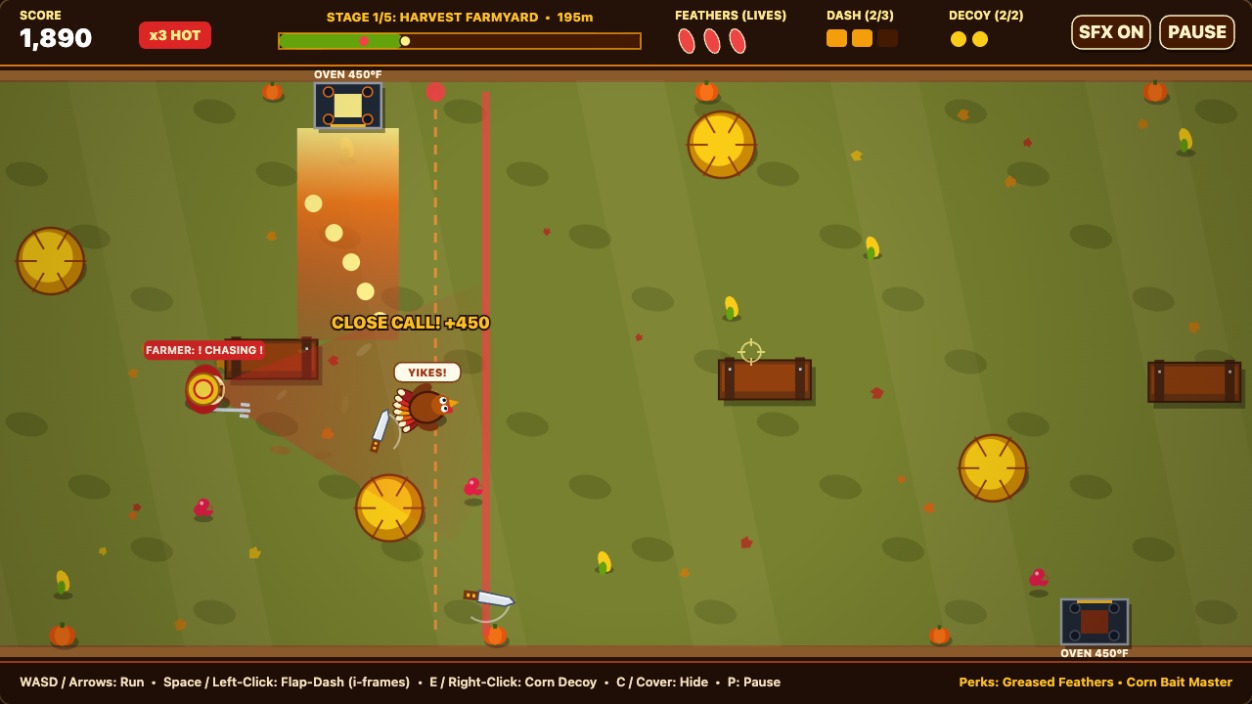 SCORE
1,890
x3 HOT
STAGE 1/5: HARVEST FARMYARD • 195m
FEATHERS (LIVES)
DASH (2/3)
DECOY (2/2)
SFX ON
PAUSE
OVEN 450°F
CLOSE CALL! +450
FARMER: ! CHASING !
YIKES!
OVEN 450°F
WASD / Arrows: Run • Space / Left-Click: Flap-Dash (i-frames) • E / Right-Click: Corn Decoy • C / Cover: Hide • P: Pause
Perks: Greased Feathers • Corn Bait Master